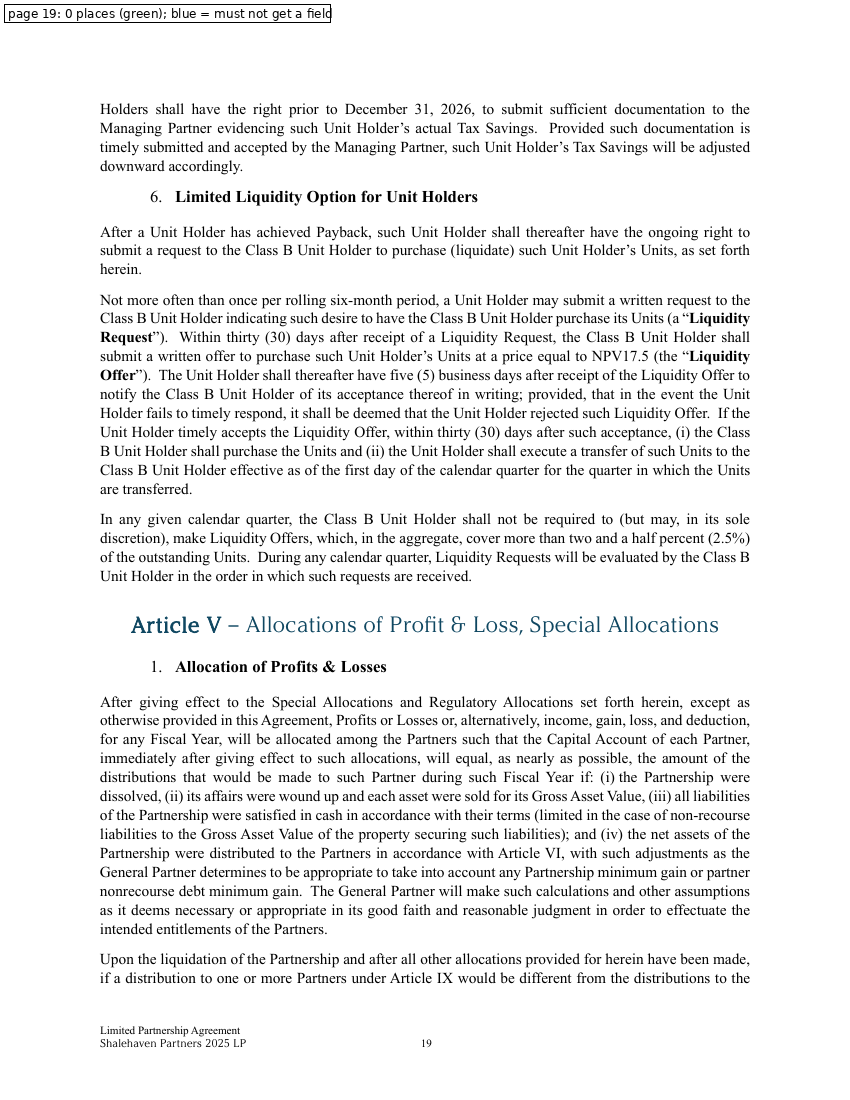 page 19: 0 places (green); blue = must not get a field
Holders shall have the right prior to December 31, 2026, to submit sufficient documentation to the
Managing Partner evidencing such Unit Holder’s actual Tax Savings.  Provided such documentation is
timely submitted and accepted by the Managing Partner, such Unit Holder’s Tax Savings will be adjusted
downward accordingly.
6. Limited Liquidity Option for Unit Holders
After a Unit Holder has achieved Payback, such Unit Holder shall thereafter have the ongoing right to
submit a request to the Class B Unit Holder to purchase (liquidate) such Unit Holder’s Units, as set forth
herein.
Not more often than once per rolling six-month period, a Unit Holder may submit a written request to the
Class B Unit Holder indicating such desire to have the Class B Unit Holder purchase its Units (a “Liquidity
Request”).  Within thirty (30) days after receipt of a Liquidity Request, the Class B Unit Holder shall
submit a written offer to purchase such Unit Holder’s Units at a price equal to NPV17.5 (the “Liquidity
Offer”).  The Unit Holder shall thereafter have five (5) business days after receipt of the Liquidity Offer to
notify the Class B Unit Holder of its acceptance thereof in writing; provided, that in the event the Unit
Holder fails to timely respond, it shall be deemed that the Unit Holder rejected such Liquidity Offer.  If the
Unit Holder timely accepts the Liquidity Offer, within thirty (30) days after such acceptance, (i) the Class
B Unit Holder shall purchase the Units and (ii) the Unit Holder shall execute a transfer of such Units to the
Class B Unit Holder effective as of the first day of the calendar quarter for the quarter in which the Units
are transferred.
In any given calendar quarter, the Class B Unit Holder shall not be required to (but may, in its sole
discretion), make Liquidity Offers, which, in the aggregate, cover more than two and a half percent (2.5%)
of the outstanding Units.  During any calendar quarter, Liquidity Requests will be evaluated by the Class B
Unit Holder in the order in which such requests are received.
Article V – Allocations of Profit & Loss, Special Allocations
1. Allocation of Profits & Losses
After giving effect to the Special Allocations and Regulatory Allocations set forth herein, except as
otherwise provided in this Agreement, Profits or Losses or, alternatively, income, gain, loss, and deduction,
for any Fiscal Year, will be allocated among the Partners such that the Capital Account of each Partner,
immediately after giving effect to such allocations, will equal, as nearly as possible, the amount of the
distributions that would be made to such Partner during such Fiscal Year if: (i) the Partnership were
dissolved, (ii) its affairs were wound up and each asset were sold for its Gross Asset Value, (iii) all liabilities
of the Partnership were satisfied in cash in accordance with their terms (limited in the case of non-recourse
liabilities to the Gross Asset Value of the property securing such liabilities); and (iv) the net assets of the
Partnership were distributed to the Partners in accordance with Article VI, with such adjustments as the
General Partner determines to be appropriate to take into account any Partnership minimum gain or partner
nonrecourse debt minimum gain.  The General Partner will make such calculations and other assumptions
as it deems necessary or appropriate in its good faith and reasonable judgment in order to effectuate the
intended entitlements of the Partners.
Upon the liquidation of the Partnership and after all other allocations provided for herein have been made,
if a distribution to one or more Partners under Article IX would be different from the distributions to the
Limited Partnership Agreement
Shalehaven Partners 2025 LP 19